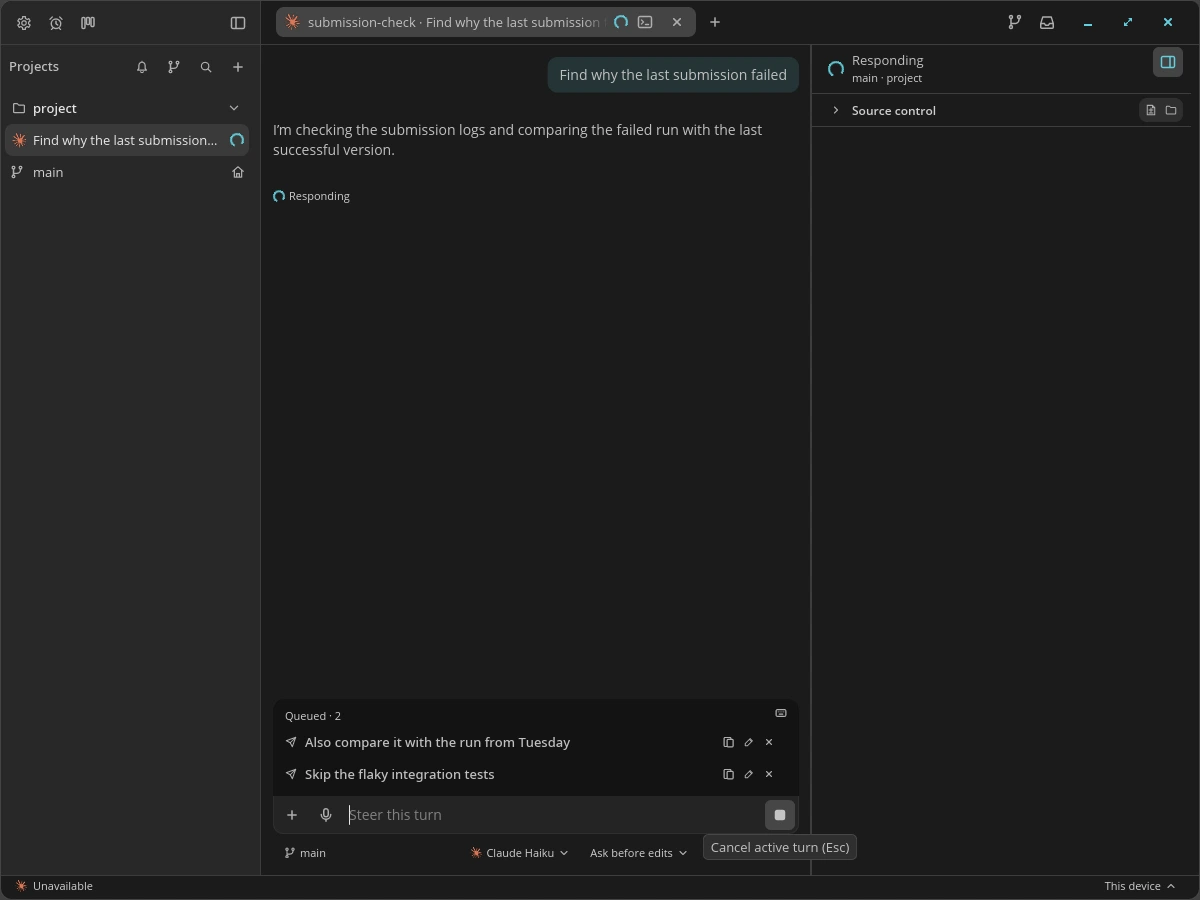 submission-check · Find why the last submission
Projects
project
Find why the last submission...
main
Find why the last submission failed
I'm checking the submission logs and comparing the failed run with the last
successful version.
Responding
Responding
main · project
Source control
Queued · 2
Also compare it with the run from Tuesday
Skip the flaky integration tests
Steer this turn
Cancel active turn (Esc)
main
Claude Haiku
Ask before edits
Unavailable
This device